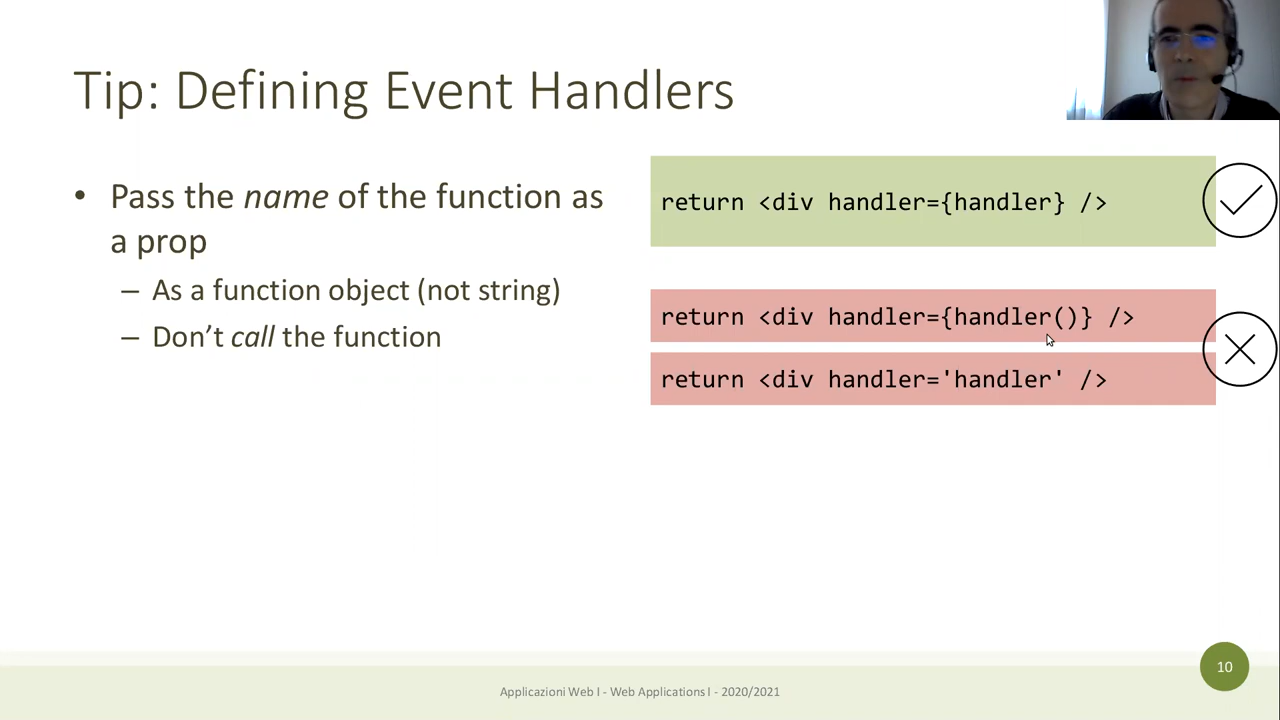 Tip: Defining Event Handlers
• Pass the name of the function as
a prop
– As a function object (not string)
– Don’t call the function
return <div handler={handler} />
return <div handler={handler()} />
return <div handler='handler' />
Applicazioni Web I - Web Applications I - 2020/2021
10